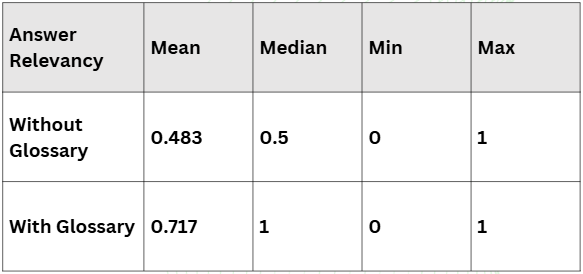 Answer
Relevancy
Mean
Median
Min
Max
Without
Glossary
0.483
0.5
0
1
With Glossary
0.717
1
0
1